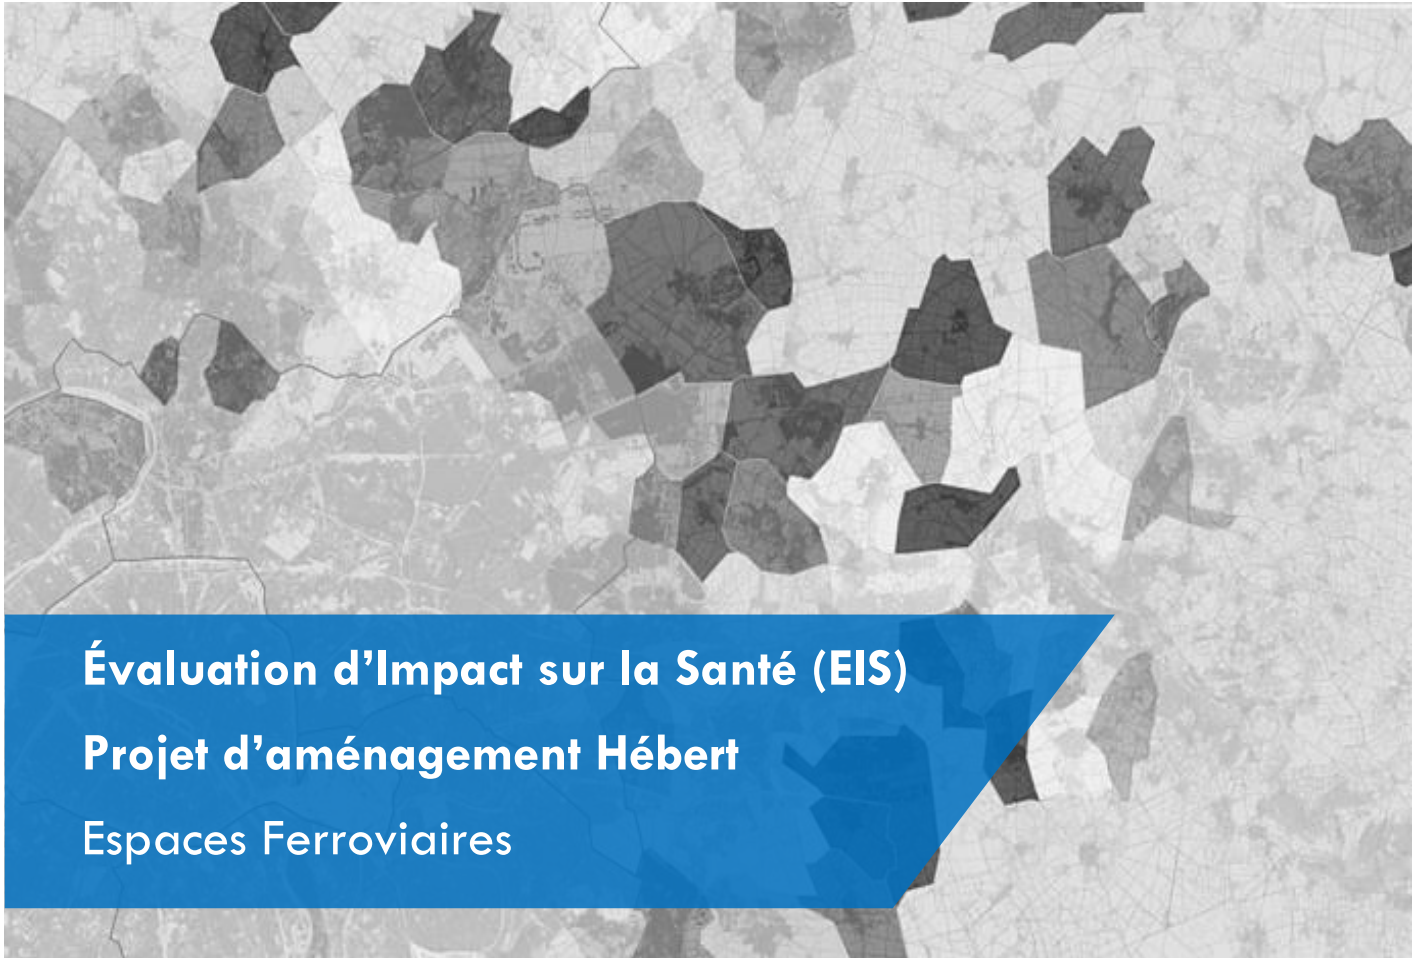 Évaluation d’Impact sur la Santé (EIS)
Projet d’aménagement Hébert
Espaces Ferroviaires